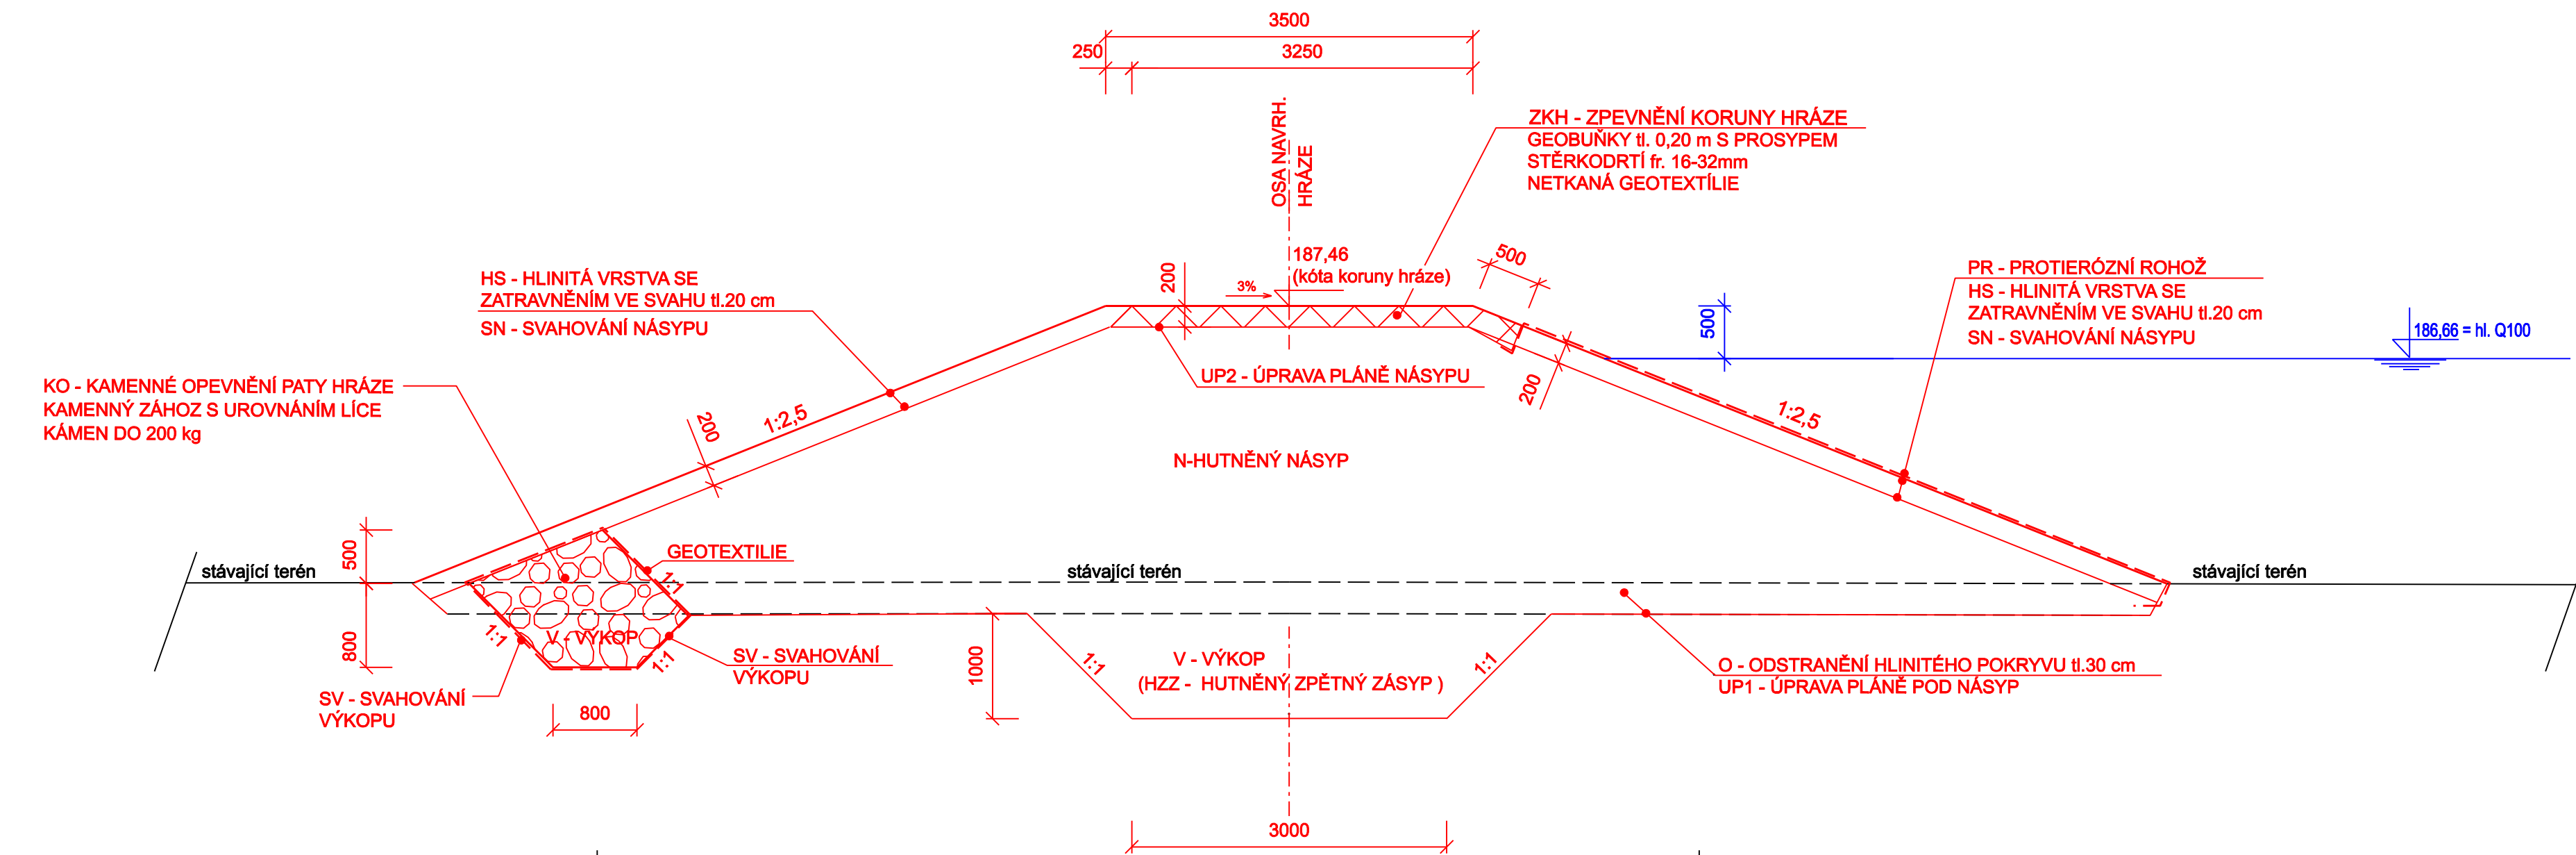 3500
250
3250
OSA NAVRH.
HRÁZE
ZKH - ZPEVNĚNÍ KORUNY HRÁZE
GEOBUŇKY tl. 0,20 m S PROSYPEM
STĚRKODRTÍ fr. 16-32mm
NETKANÁ GEOTEXTÍLIE
187,46
(kóta koruny hráze)
3%
200
500
HS - HLINITÁ VRSTVA SE
ZATRAVNĚNÍM VE SVAHU tl.20 cm
SN - SVAHOVÁNÍ NÁSYPU
PR - PROTIERÓZNÍ ROHOŽ
HS - HLINITÁ VRSTVA SE
ZATRAVNĚNÍM VE SVAHU tl.20 cm
SN - SVAHOVÁNÍ NÁSYPU
500
186,66 = hl. Q100
KO - KAMENNÉ OPEVNĚNÍ PATY HRÁZE
KAMENNÝ ZÁHOZ S UROVNÁNÍM LÍCE
KÁMEN DO 200 kg
UP2 - ÚPRAVA PLÁNĚ NÁSYPU
200
200
1:2,5
1:2,5
N-HUTNĚNÝ NÁSYP
500
800
GEOTEXTILIE
1:1
stávající terén
stávající terén
stávající terén
1:1
V - VÝKOP
1:1
SV - SVAHOVÁNÍ
VÝKOPU
SV - SVAHOVÁNÍ
VÝKOPU
800
1000
1:1
V - VÝKOP
(HZZ - HUTNĚNÝ ZPĚTNÝ ZÁSYP )
1:1
O - ODSTRANĚNÍ HLINITÉHO POKRYVU tl.30 cm
UP1 - ÚPRAVA PLÁNĚ POD NÁSYP
3000